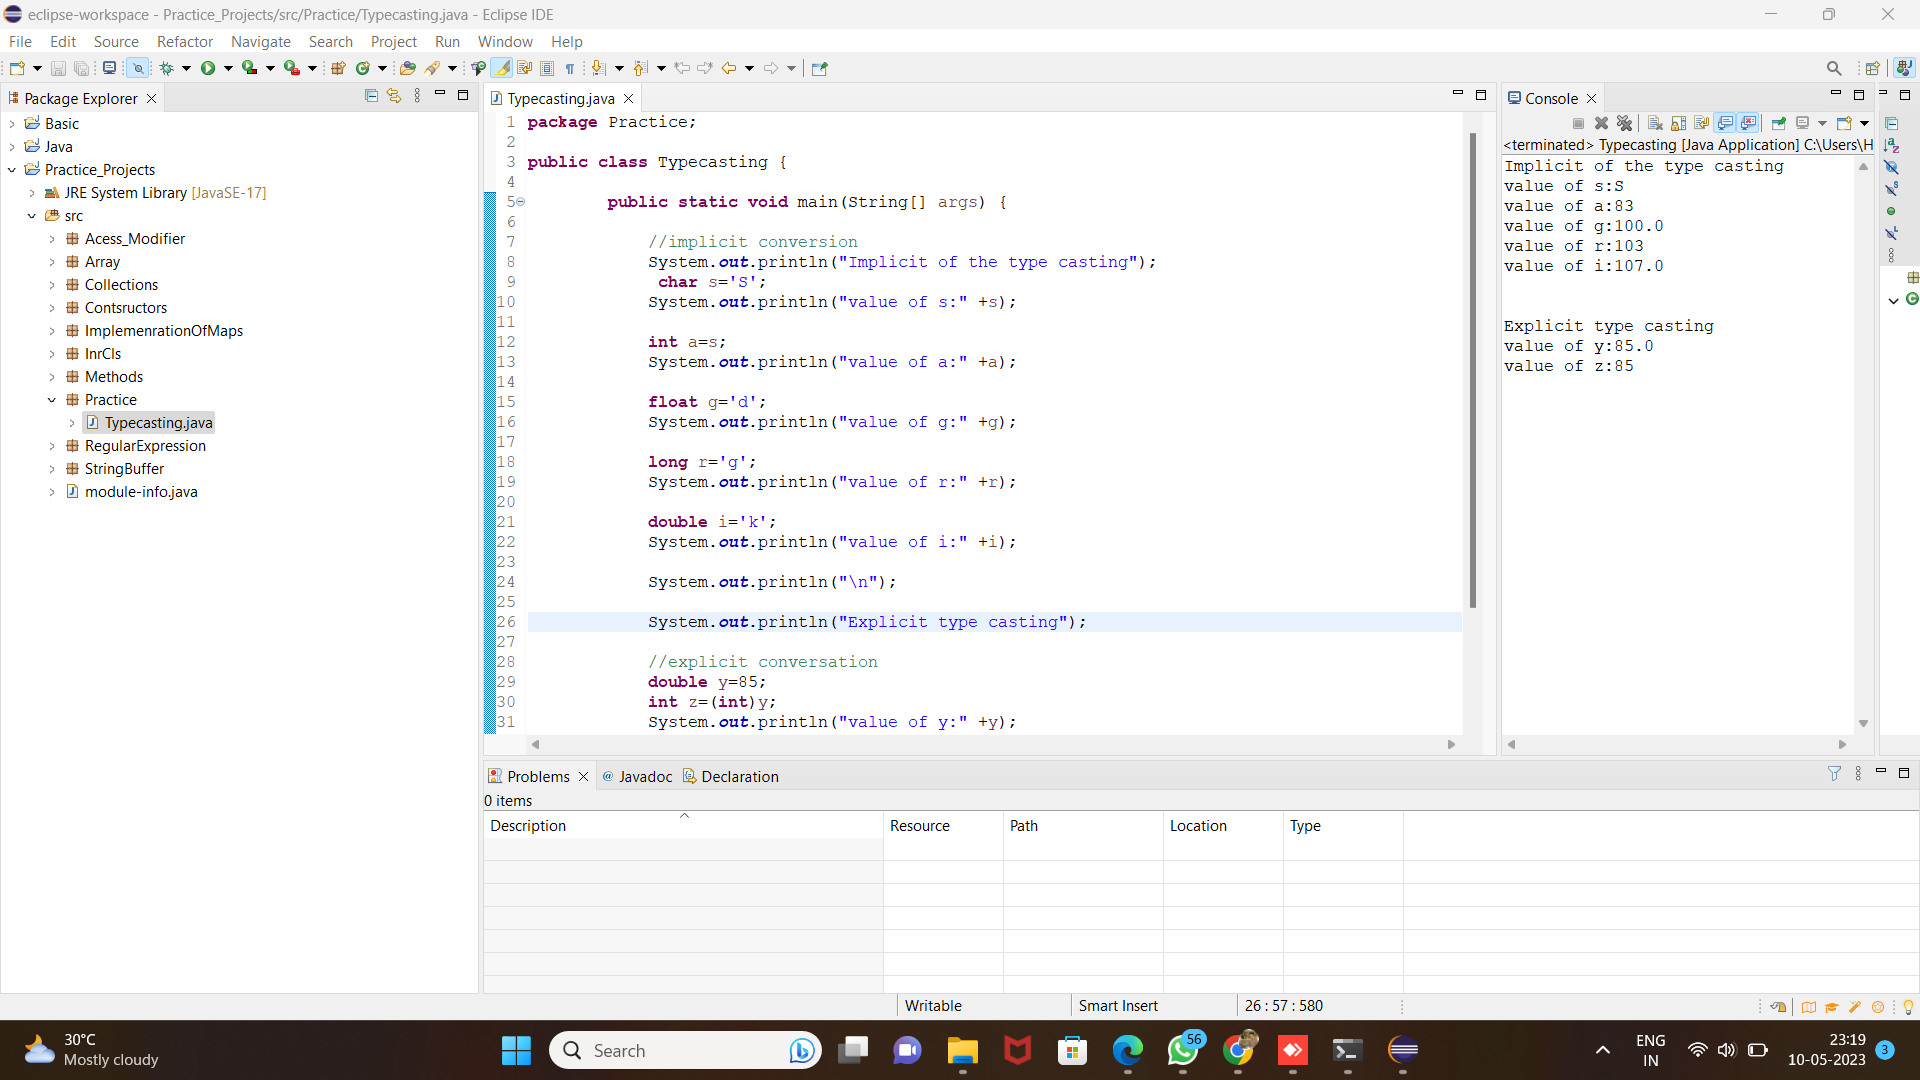 eclipse-workspace - Practice_Projects/src/Practice/Typecasting.java - Eclipse IDE
File Edit Source Refactor Navigate Search Project Run Window Help
Package Explorer
Basic
Java
Practice_Projects
JRE System Library [JavaSE-17]
src
Acess_Modifier
Array
Collections
Contsructors
ImplemenrationOfMaps
InrCls
Methods
Practice
Typecasting.java
RegularExpression
StringBuffer
module-info.java
Typecasting.java
1 package Practice;
2
3 public class Typecasting {
4
5 public static void main(String[] args) {
6
7 //implicit conversion
8 System.out.println("Implicit of the type casting");
9 char s='S';
10 System.out.println("value of s:" +s);
11
12 int a=s;
13 System.out.println("value of a:" +a);
14
15 float g='d';
16 System.out.println("value of g:" +g);
17
18 long r='g';
19 System.out.println("value of r:" +r);
20
21 double i='k';
22 System.out.println("value of i:" +i);
23
24 System.out.println("\n");
25
26 System.out.println("Explicit type casting");
27
28 //explicit conversation
29 double y=85;
30 int z=(int)y;
31 System.out.println("value of y:" +y);
Console
<terminated> Typecasting [Java Application] C:\Users\H
Implicit of the type casting
value of s:S
value of a:83
value of g:100.0
value of r:103
value of i:107.0
Explicit type casting
value of y:85.0
value of z:85
Problems @ Javadoc Declaration
0 items
Description Resource Path Location Type
Writable Smart Insert 26 : 57 : 580
30°C
Mostly cloudy
Search
56
ENG
IN
23:19
10-05-2023
3